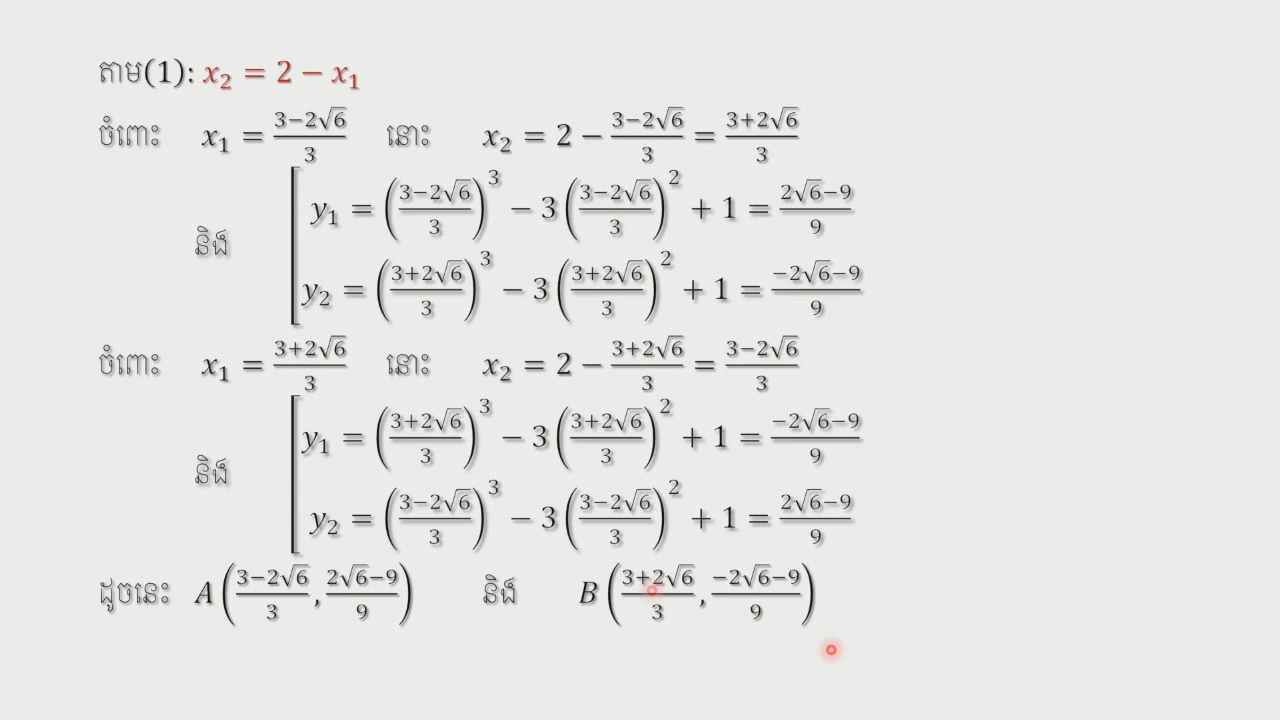 តាម(1): x₂ = 2 − x₁
ចំពោះ x₁ = (3−2√6)/3 នោះ x₂ = 2 − (3−2√6)/3 = (3+2√6)/3
y₁ = ((3−2√6)/3)³ − 3((3−2√6)/3)² + 1 = (2√6−9)/9
និង
y₂ = ((3+2√6)/3)³ − 3((3+2√6)/3)² + 1 = (−2√6−9)/9
ចំពោះ x₁ = (3+2√6)/3 នោះ x₂ = 2 − (3+2√6)/3 = (3−2√6)/3
y₁ = ((3+2√6)/3)³ − 3((3+2√6)/3)² + 1 = (−2√6−9)/9
និង
y₂ = ((3−2√6)/3)³ − 3((3−2√6)/3)² + 1 = (2√6−9)/9
ដូចនេះ A((3−2√6)/3, (2√6−9)/9) និង B((3+2√6)/3, (−2√6−9)/9)